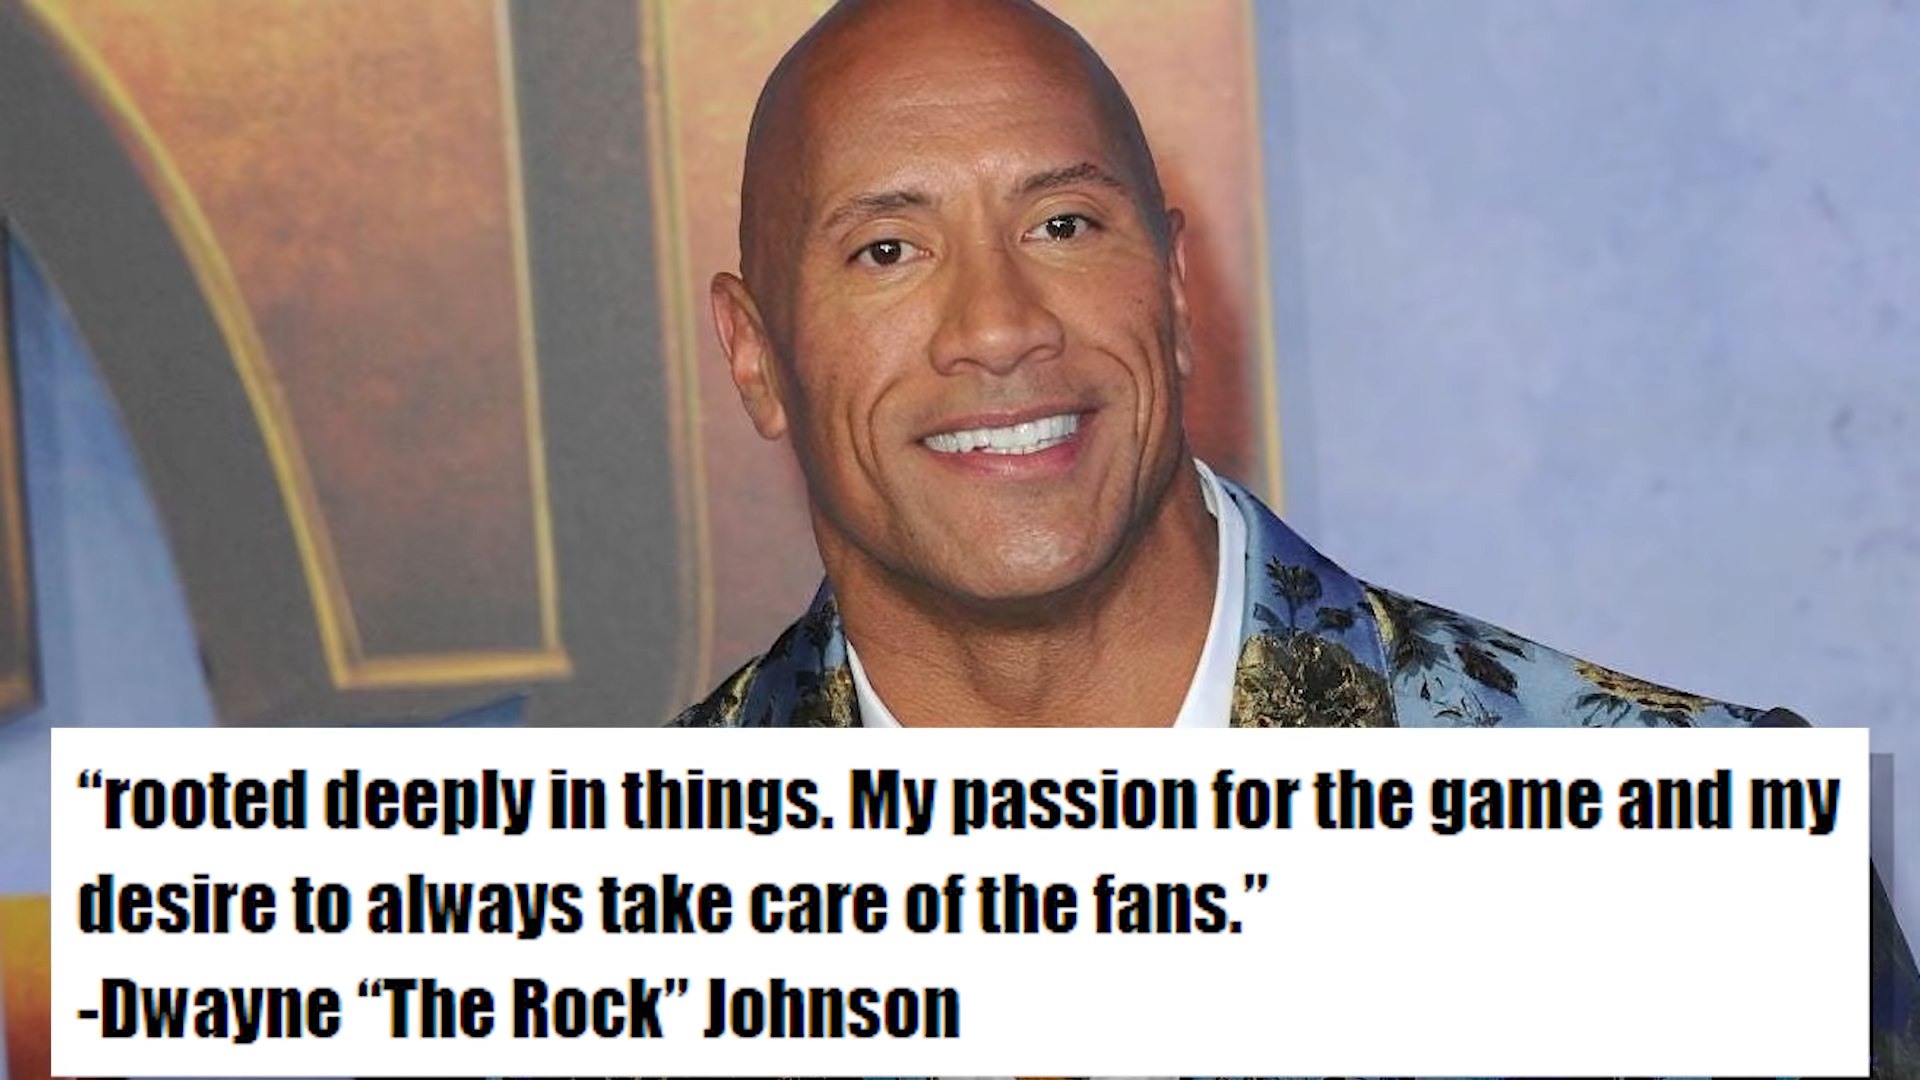 “rooted deeply in things. My passion for the game and my
desire to always take care of the fans.”
-Dwayne “The Rock” Johnson